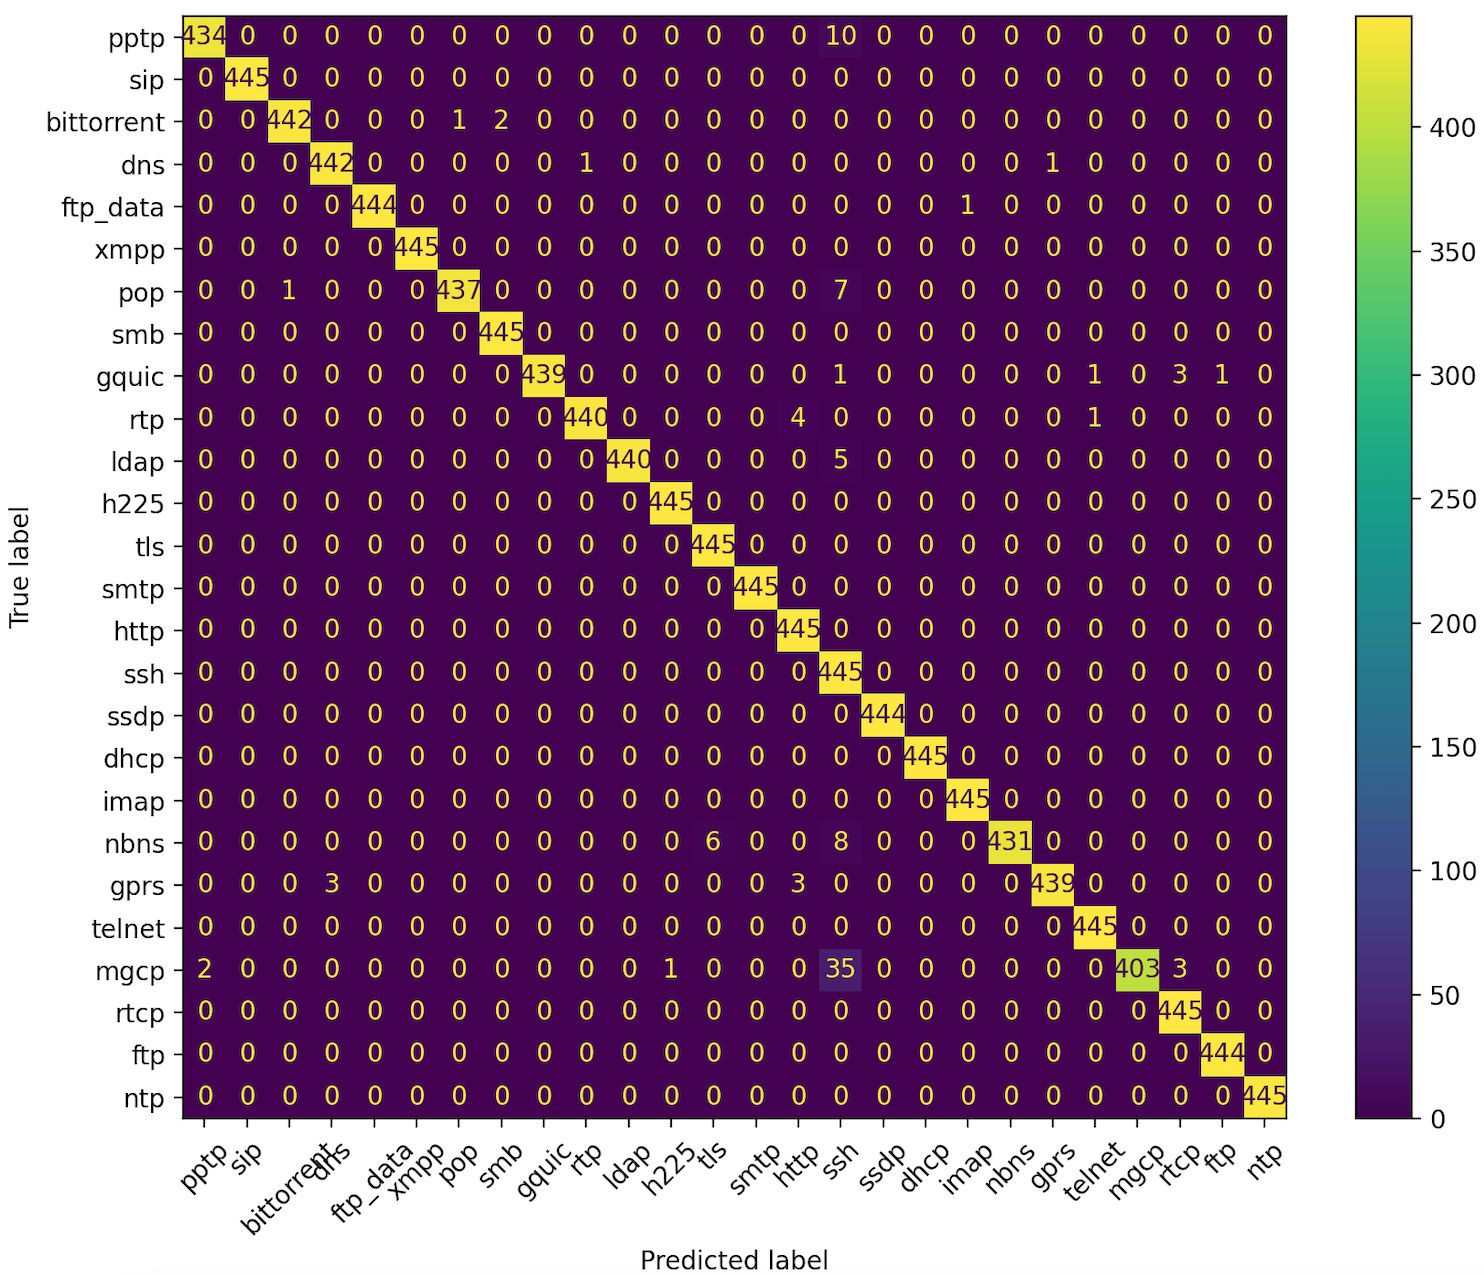 pptp 434 0 0 0 0 0 0 0 0 0 0 0 0 0 0 10 0 0 0 0 0 0 0 0 0 0
sip 0 445 0 0 0 0 0 0 0 0 0 0 0 0 0 0 0 0 0 0 0 0 0 0 0 0
bittorrent 0 0 442 0 0 0 1 2 0 0 0 0 0 0 0 0 0 0 0 0 0 0 0 0 0 0
dns 0 0 0 442 0 0 0 0 0 1 0 0 0 0 0 0 0 0 0 0 1 0 0 0 0 0
ftp_data 0 0 0 0 444 0 0 0 0 0 0 0 0 0 0 0 0 0 1 0 0 0 0 0 0 0
xmpp 0 0 0 0 0 445 0 0 0 0 0 0 0 0 0 0 0 0 0 0 0 0 0 0 0 0
pop 0 0 1 0 0 0 437 0 0 0 0 0 0 0 0 7 0 0 0 0 0 0 0 0 0 0
smb 0 0 0 0 0 0 0 445 0 0 0 0 0 0 0 0 0 0 0 0 0 0 0 0 0 0
gquic 0 0 0 0 0 0 0 0 439 0 0 0 0 0 0 1 0 0 0 0 0 1 0 3 1 0
rtp 0 0 0 0 0 0 0 0 0 440 0 0 0 0 4 0 0 0 0 0 0 1 0 0 0 0
ldap 0 0 0 0 0 0 0 0 0 0 440 0 0 0 0 5 0 0 0 0 0 0 0 0 0 0
h225 0 0 0 0 0 0 0 0 0 0 0 445 0 0 0 0 0 0 0 0 0 0 0 0 0 0
tls 0 0 0 0 0 0 0 0 0 0 0 0 445 0 0 0 0 0 0 0 0 0 0 0 0 0
smtp 0 0 0 0 0 0 0 0 0 0 0 0 0 445 0 0 0 0 0 0 0 0 0 0 0 0
http 0 0 0 0 0 0 0 0 0 0 0 0 0 0 445 0 0 0 0 0 0 0 0 0 0 0
ssh 0 0 0 0 0 0 0 0 0 0 0 0 0 0 0 445 0 0 0 0 0 0 0 0 0 0
ssdp 0 0 0 0 0 0 0 0 0 0 0 0 0 0 0 0 444 0 0 0 0 0 0 0 0 0
dhcp 0 0 0 0 0 0 0 0 0 0 0 0 0 0 0 0 0 445 0 0 0 0 0 0 0 0
imap 0 0 0 0 0 0 0 0 0 0 0 0 0 0 0 0 0 0 445 0 0 0 0 0 0 0
nbns 0 0 0 0 0 0 0 0 0 0 0 0 6 0 0 8 0 0 0 431 0 0 0 0 0 0
gprs 0 0 0 3 0 0 0 0 0 0 0 0 0 0 3 0 0 0 0 0 439 0 0 0 0 0
telnet 0 0 0 0 0 0 0 0 0 0 0 0 0 0 0 0 0 0 0 0 0 445 0 0 0 0
mgcp 2 0 0 0 0 0 0 0 0 0 0 1 0 0 0 35 0 0 0 0 0 0 403 3 0 0
rtcp 0 0 0 0 0 0 0 0 0 0 0 0 0 0 0 0 0 0 0 0 0 0 0 445 0 0
ftp 0 0 0 0 0 0 0 0 0 0 0 0 0 0 0 0 0 0 0 0 0 0 0 0 444 0
ntp 0 0 0 0 0 0 0 0 0 0 0 0 0 0 0 0 0 0 0 0 0 0 0 0 0 445
pptp sip bittorrent dns ftp_data xmpp pop smb gquic rtp ldap h225 tls smtp http ssh ssdp dhcp imap nbns gprs telnet mgcp rtcp ftp ntp
Predicted label
True label
400
350
300
250
200
150
100
50
0